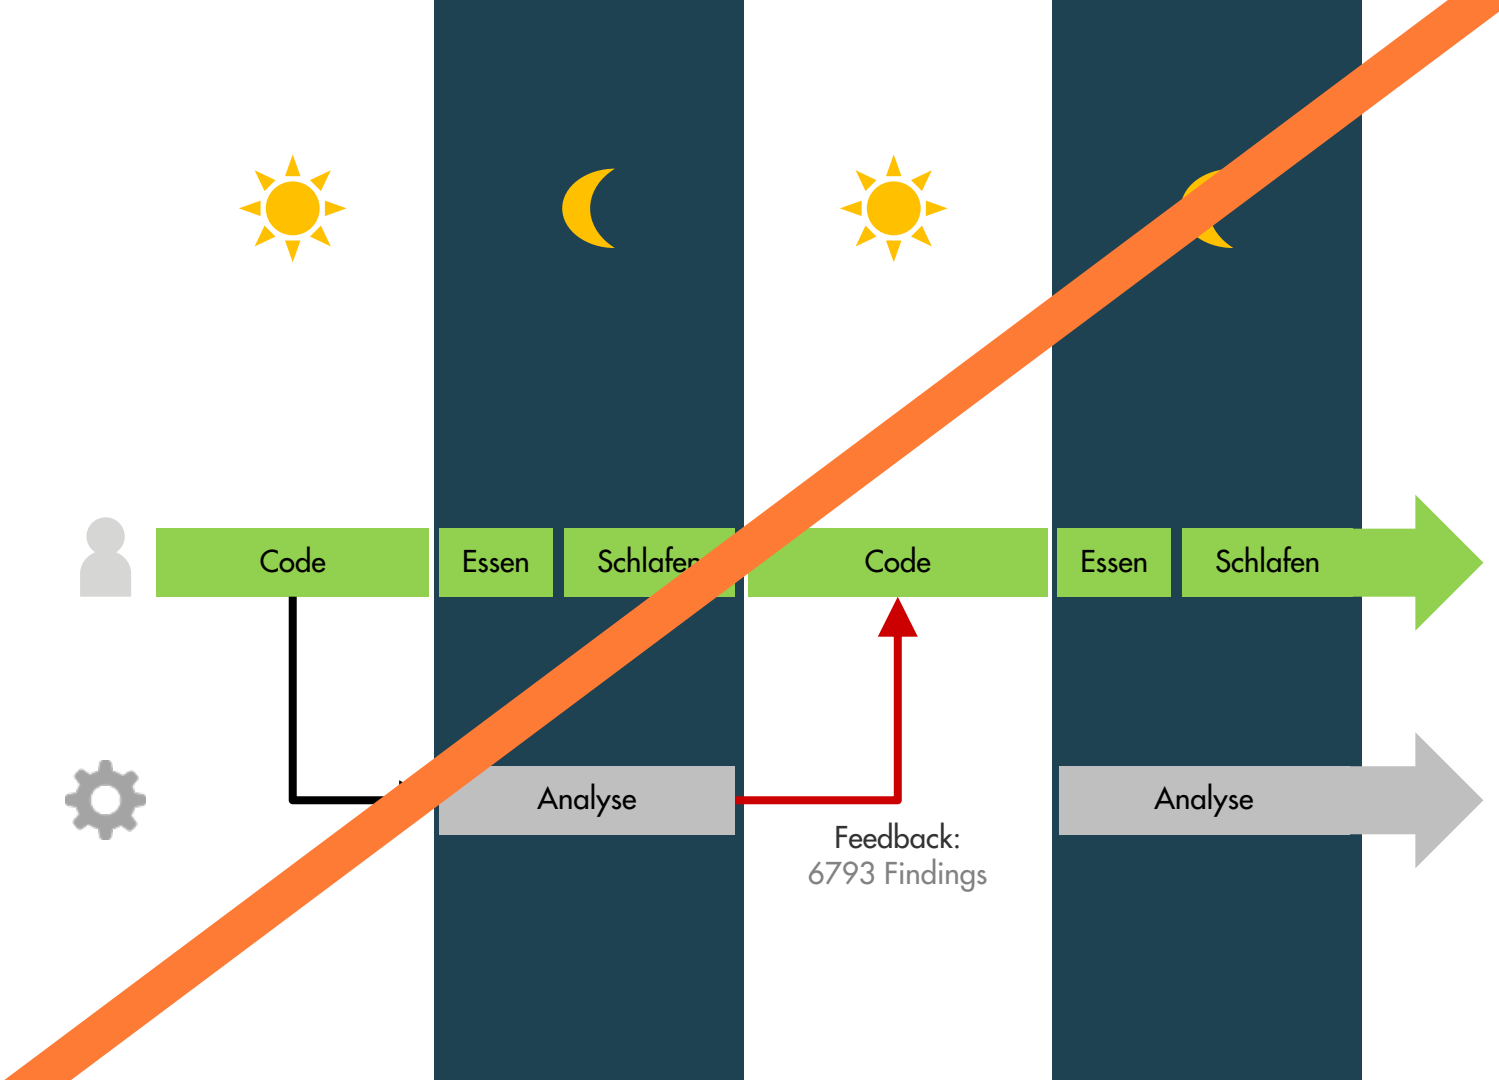 Code
Essen
Schlafen
Code
Essen
Schlafen
Analyse
Analyse
Feedback:
6793 Findings